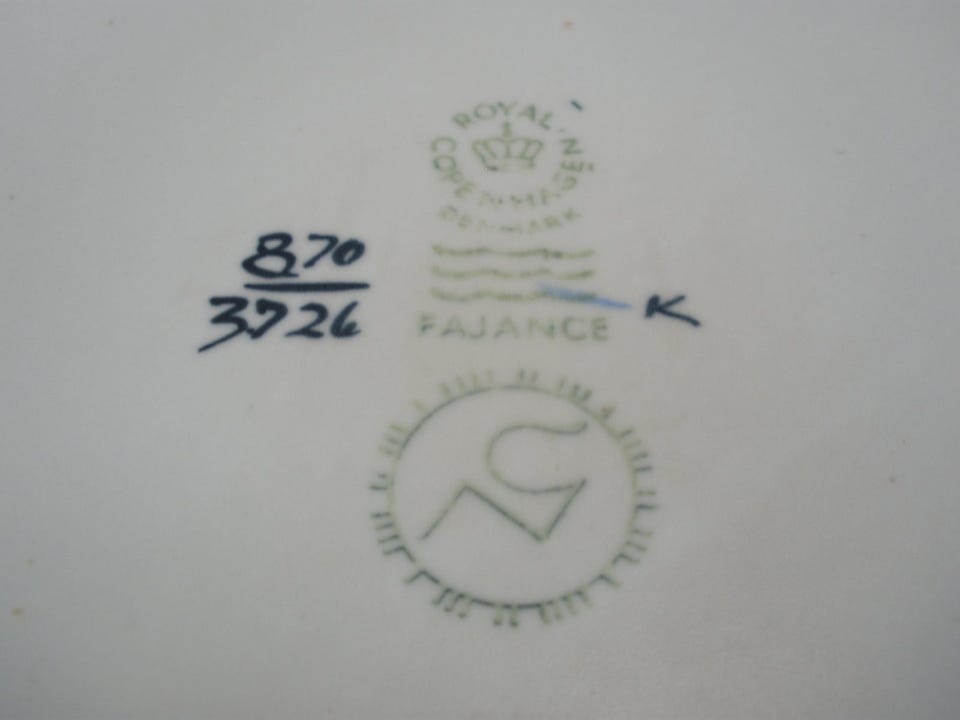 ROYAL
COPENHAGEN
DENMARK
870
3726
FAJANCE
K